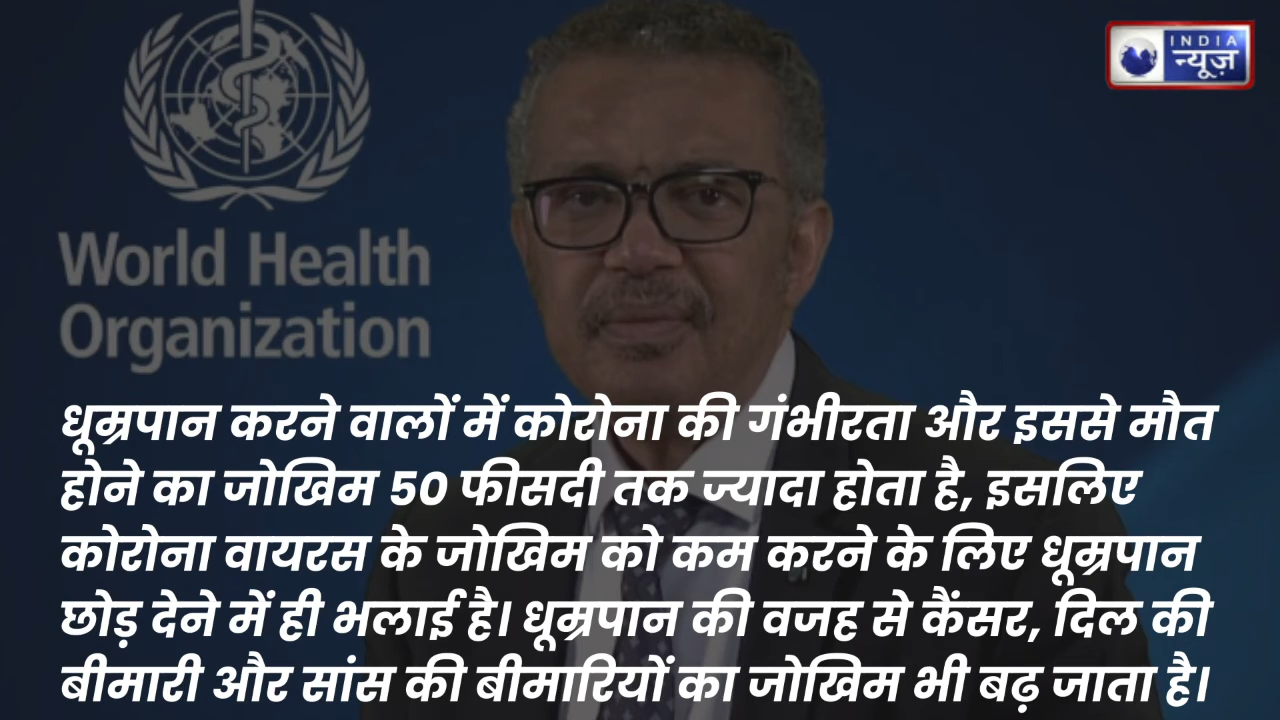 INDIA
न्यूज़
World Health
Organization
धूम्रपान करने वालों में कोरोना की गंभीरता और इससे मौत
होने का जोखिम 50 फीसदी तक ज्यादा होता है, इसलिए
कोरोना वायरस के जोखिम को कम करने के लिए धूम्रपान
छोड़ देने में ही भलाई है। धूम्रपान की वजह से कैंसर, दिल की
बीमारी और सांस की बीमारियों का जोखिम भी बढ़ जाता है।